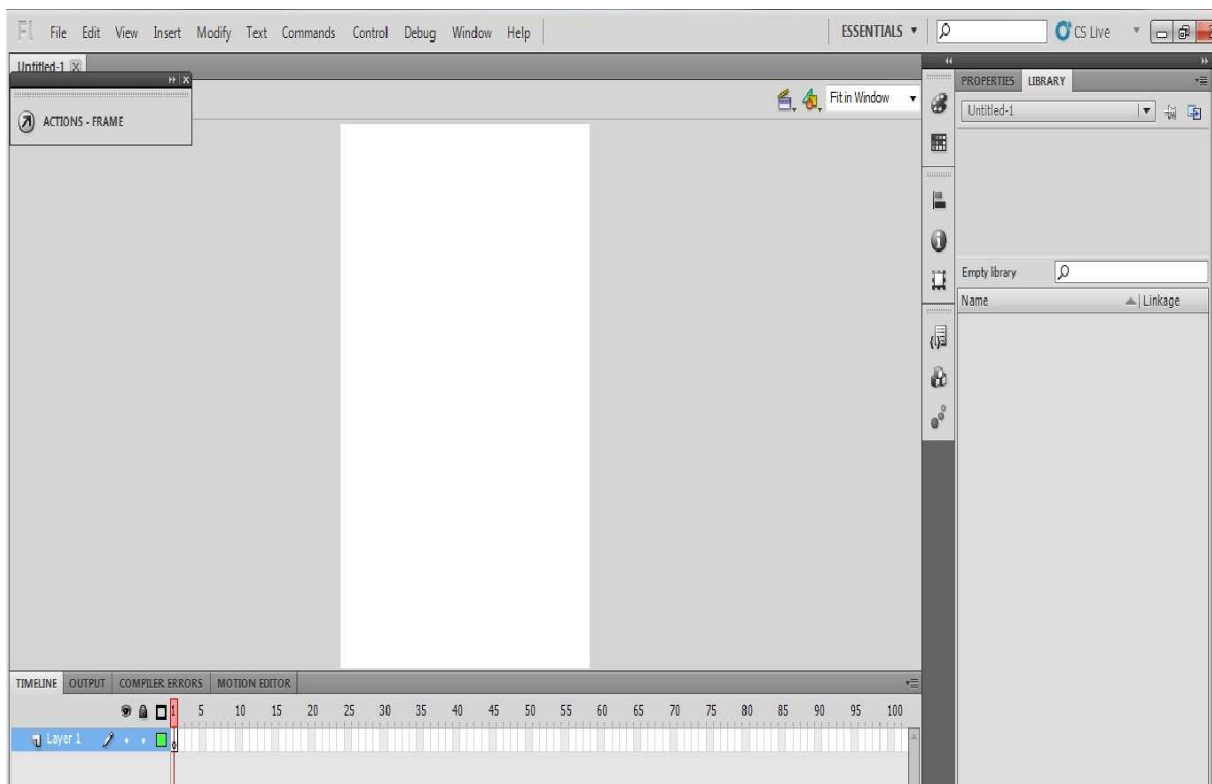 Fl File Edit View Insert Modify Text Commands Control Debug Window Help ESSENTIALS CS Live
Untitled-1
ACTIONS - FRAME
Fit in Window
PROPERTIES LIBRARY
Untitled-1
Empty library
Name Linkage
TIMELINE OUTPUT COMPILER ERRORS MOTION EDITOR
1 5 10 15 20 25 30 35 40 45 50 55 60 65 70 75 80 85 90 95 100
Layer 1